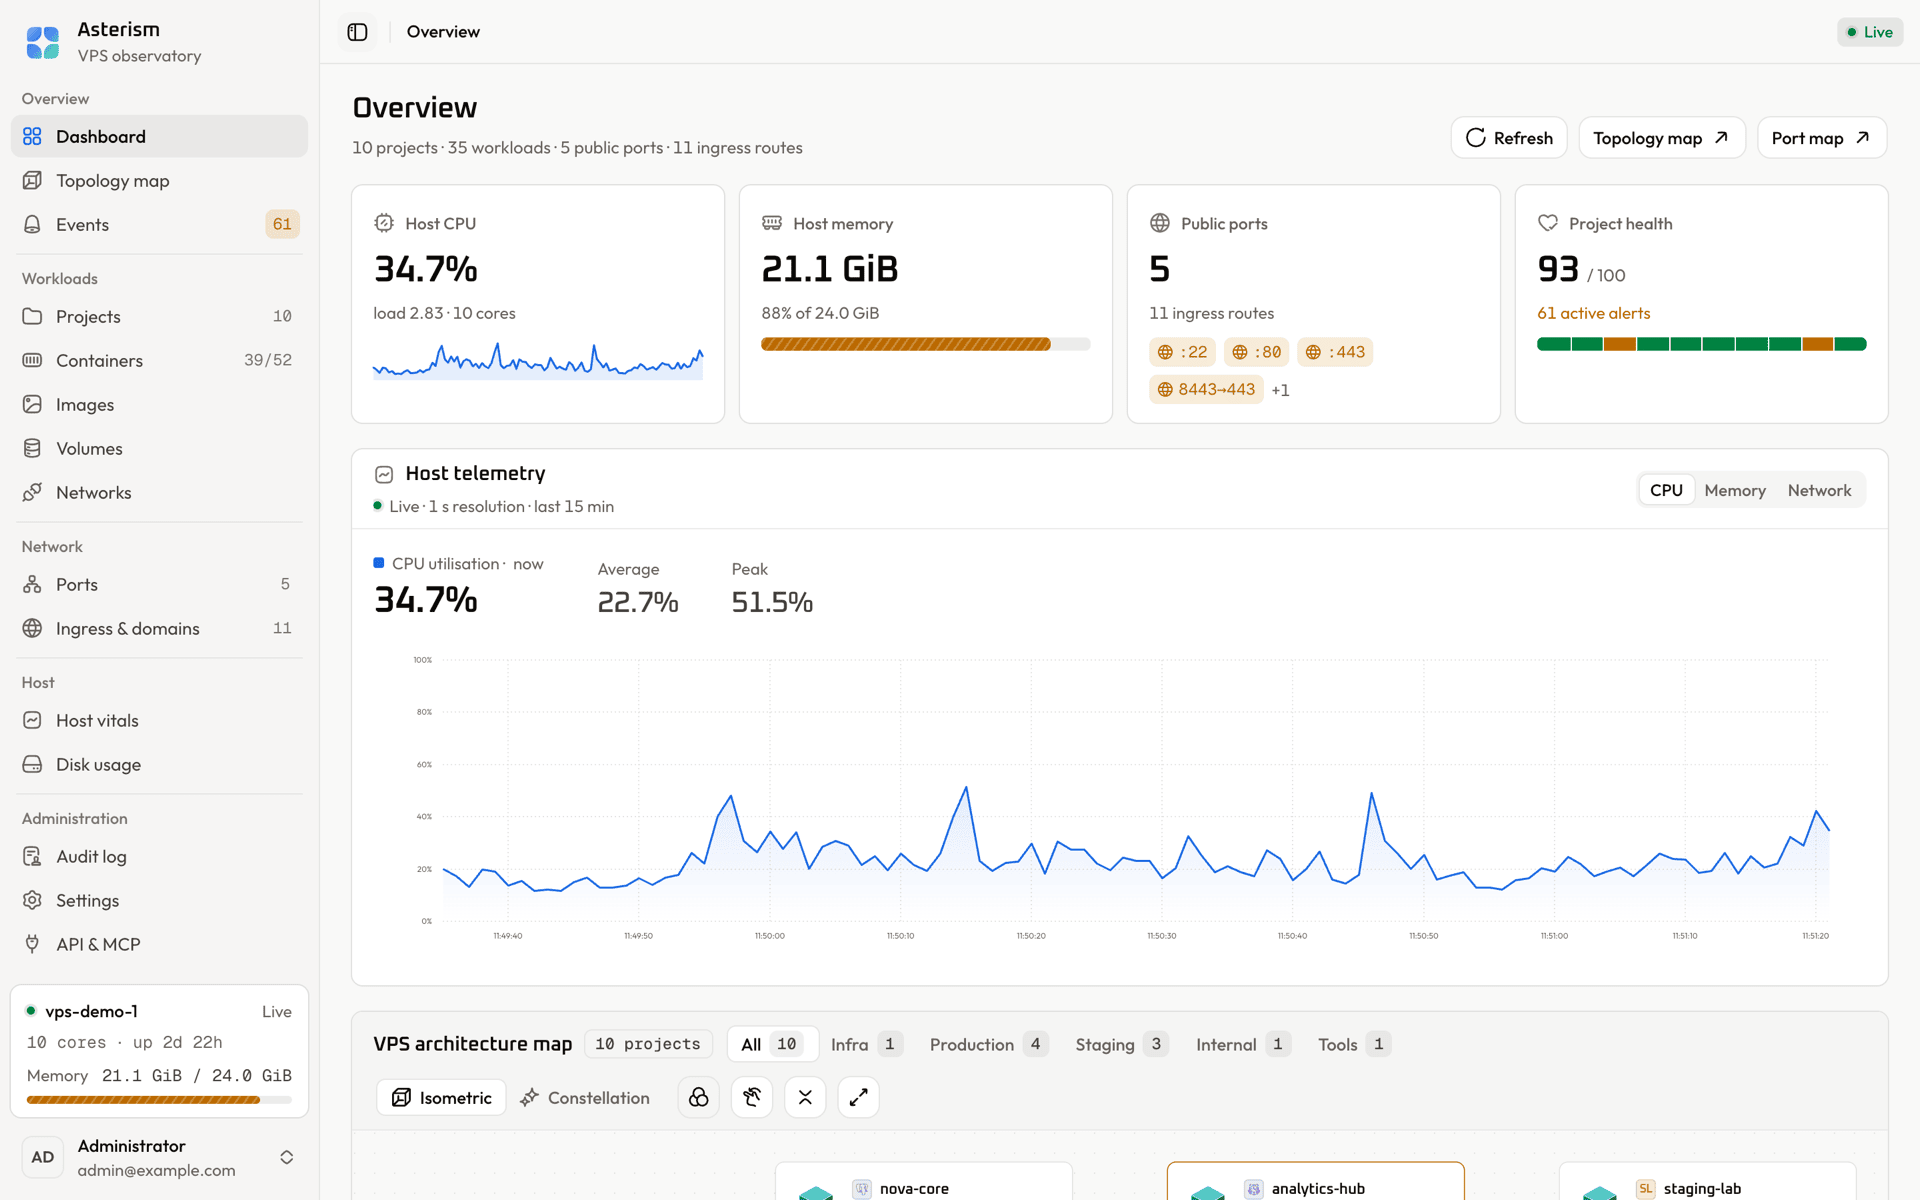 Asterism
VPS observatory
Overview
Dashboard
Topology map
Events 61
Workloads
Projects 10
Containers 39/52
Images
Volumes
Networks
Network
Ports 5
Ingress & domains 11
Host
Host vitals
Disk usage
Administration
Audit log
Settings
API & MCP
vps-demo-1 Live
10 cores · up 2d 22h
Memory 21.1 GiB / 24.0 GiB
AD
Administrator
admin@example.com
Overview
Live
Overview
10 projects · 35 workloads · 5 public ports · 11 ingress routes
Refresh
Topology map
Port map
Host CPU
34.7%
load 2.83 · 10 cores
Host memory
21.1 GiB
88% of 24.0 GiB
Public ports
5
11 ingress routes
:22 :80 :443
8443→443 +1
Project health
93 / 100
61 active alerts
Host telemetry
Live · 1 s resolution · last 15 min
CPU Memory Network
CPU utilisation · now
34.7%
Average
22.7%
Peak
51.5%
100%
80%
60%
40%
20%
0%
11:49:40 11:49:50 11:50:00 11:50:10 11:50:20 11:50:30 11:50:40 11:50:50 11:51:00 11:51:10 11:51:20
VPS architecture map 10 projects All 10 Infra 1 Production 4 Staging 3 Internal 1 Tools 1
Isometric Constellation
nova-core
analytics-hub
SL staging-lab